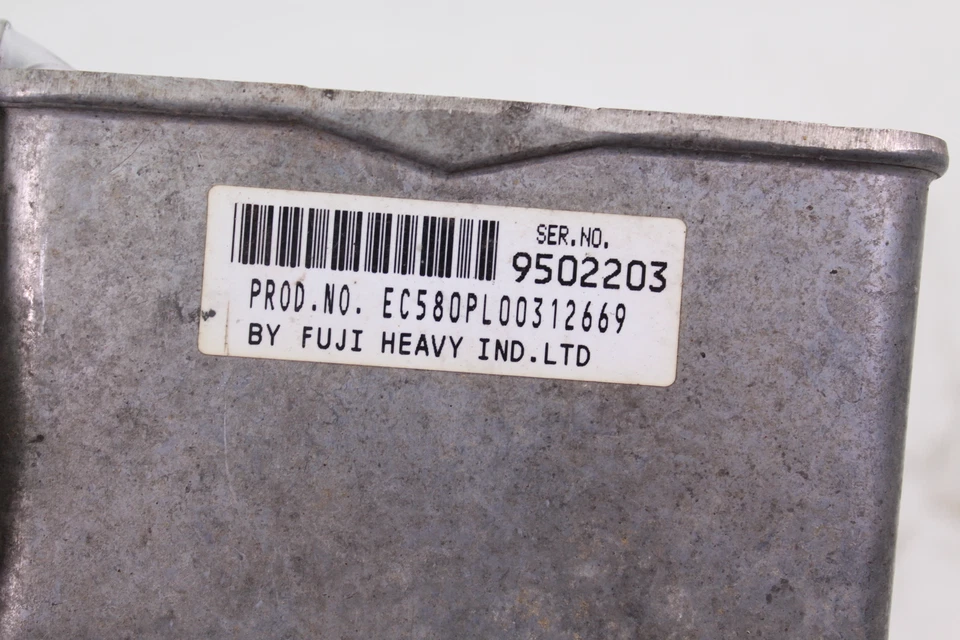 SER.NO.
9502203
PROD.NO. EC580PL00312669
BY FUJI HEAVY IND.LTD